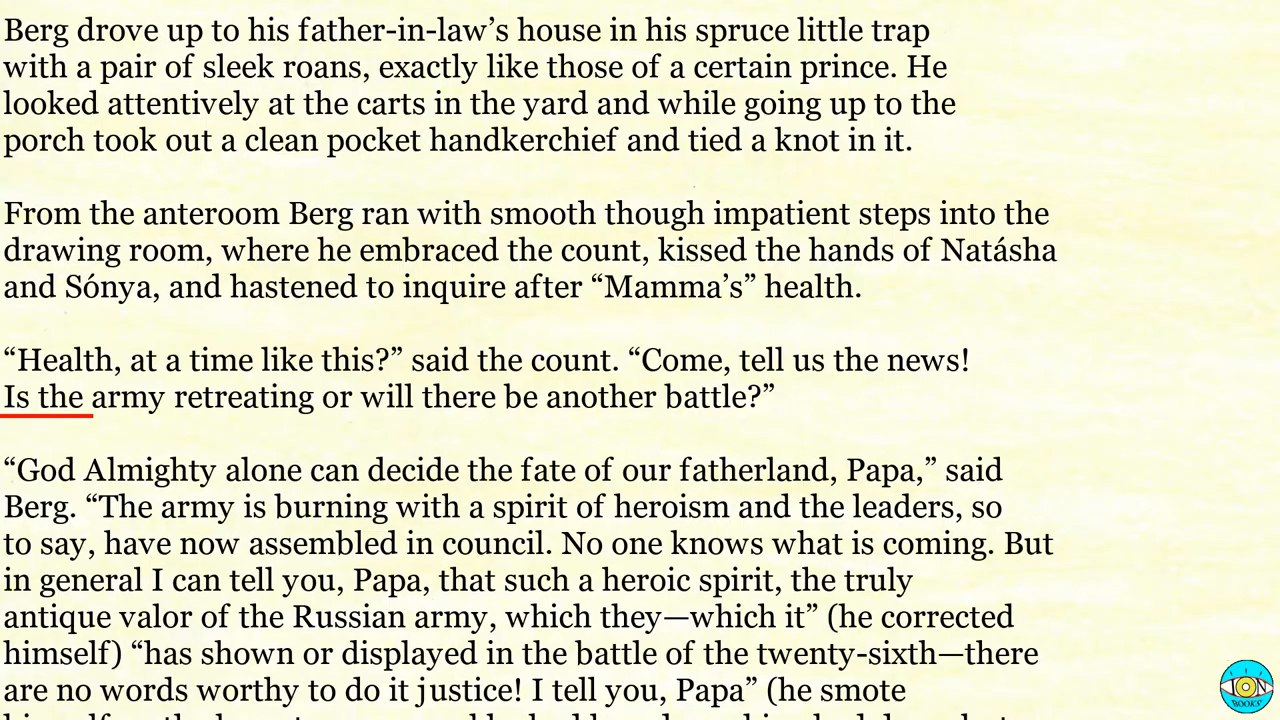 Berg drove up to his father-in-law’s house in his spruce little trap
with a pair of sleek roans, exactly like those of a certain prince. He
looked attentively at the carts in the yard and while going up to the
porch took out a clean pocket handkerchief and tied a knot in it.
From the anteroom Berg ran with smooth though impatient steps into the
drawing room, where he embraced the count, kissed the hands of Natásha
and Sónya, and hastened to inquire after “Mamma’s” health.
“Health, at a time like this?” said the count. “Come, tell us the news!
Is the army retreating or will there be another battle?”
“God Almighty alone can decide the fate of our fatherland, Papa,” said
Berg. “The army is burning with a spirit of heroism and the leaders, so
to say, have now assembled in council. No one knows what is coming. But
in general I can tell you, Papa, that such a heroic spirit, the truly
antique valor of the Russian army, which they—which it” (he corrected
himself) “has shown or displayed in the battle of the twenty-sixth—there
are no words worthy to do it justice! I tell you, Papa” (he smote
ION
BOOKS